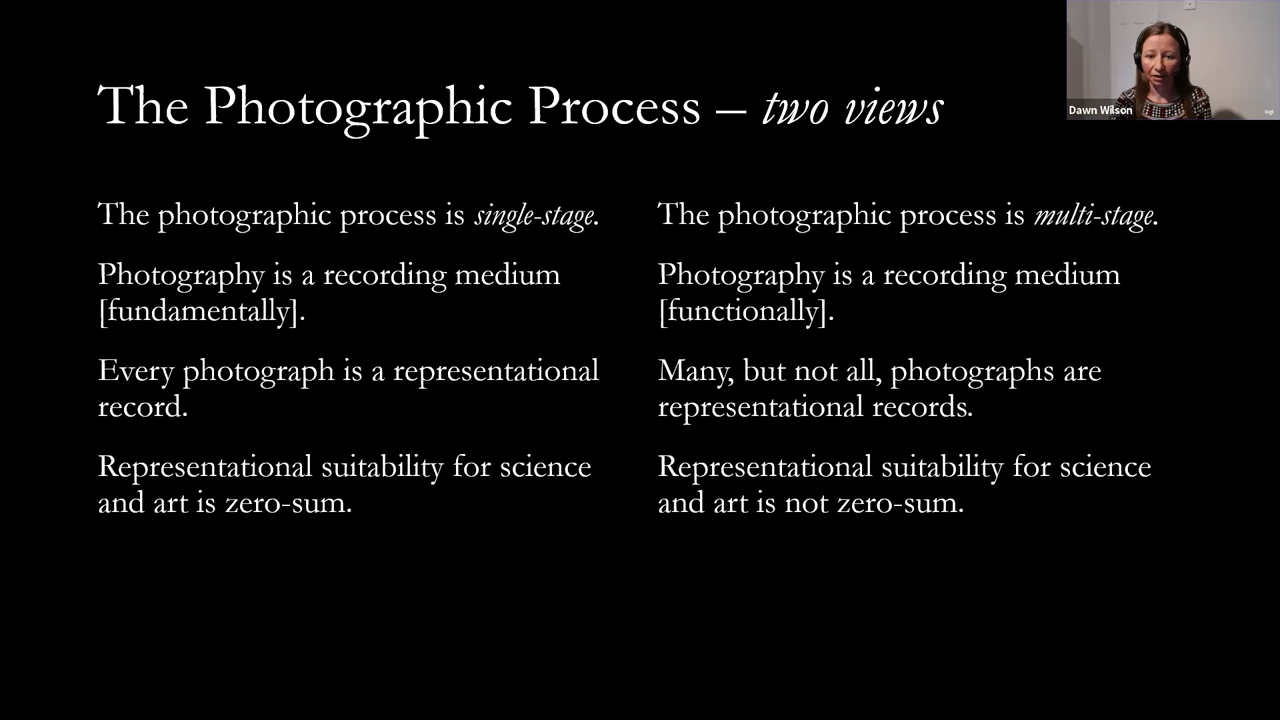 The Photographic Process – two views
Dawn Wilson
The photographic process is single-stage.
Photography is a recording medium
[fundamentally].
Every photograph is a representational
record.
Representational suitability for science
and art is zero-sum.
The photographic process is multi-stage.
Photography is a recording medium
[functionally].
Many, but not all, photographs are
representational records.
Representational suitability for science
and art is not zero-sum.